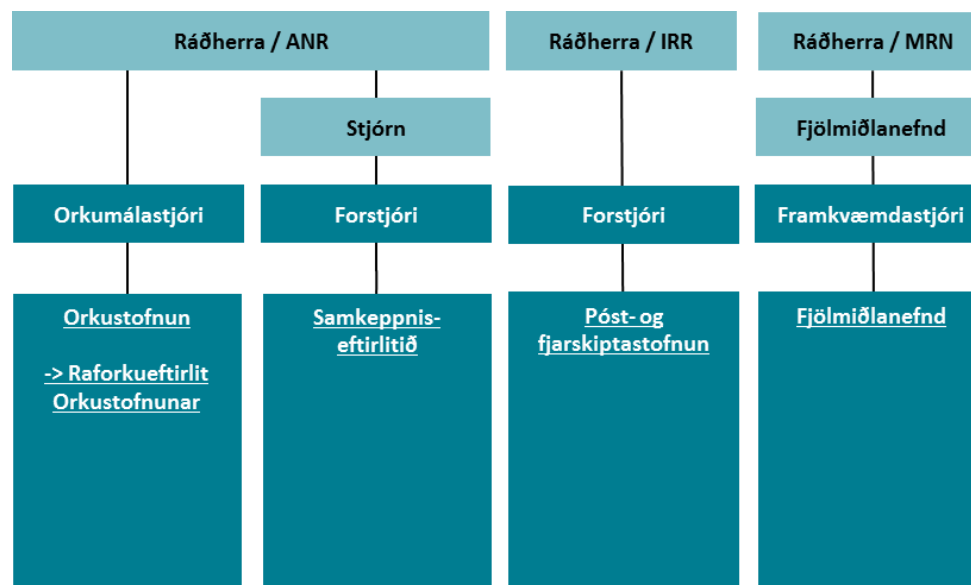 Ráðherra / ANR
Ráðherra / IRR
Ráðherra / MRN
Stjórn
Fjölmiðlanefnd
Orkumálastjóri
Forstjóri
Forstjóri
Framkvæmdastjóri
Orkustofnun
-> Raforkueftirlit
Orkustofnunar
Samkeppnis-
eftirlitið
Póst- og
fjarskiptastofnun
Fjölmiðlanefnd